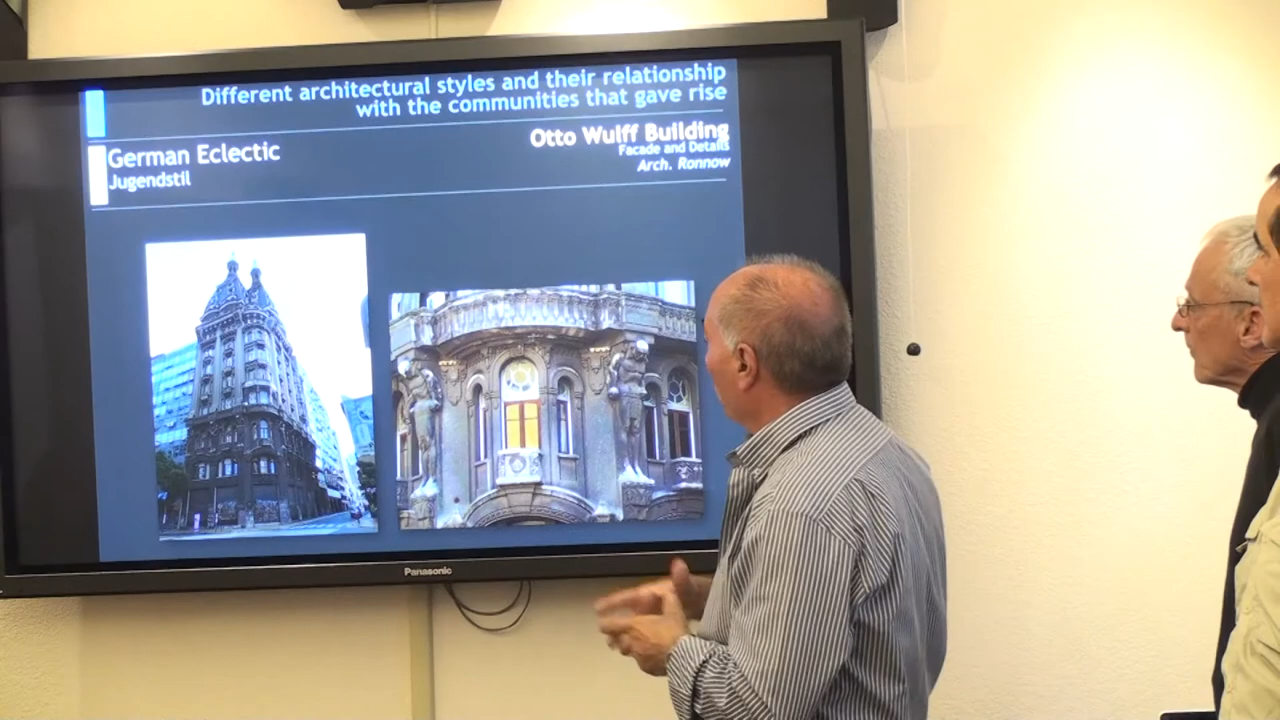 Different architectural styles and their relationship
with the communities that gave rise
German Eclectic
Jugendstil
Otto Wulff Building
Facade and Details
Arch. Ronnow
Panasonic